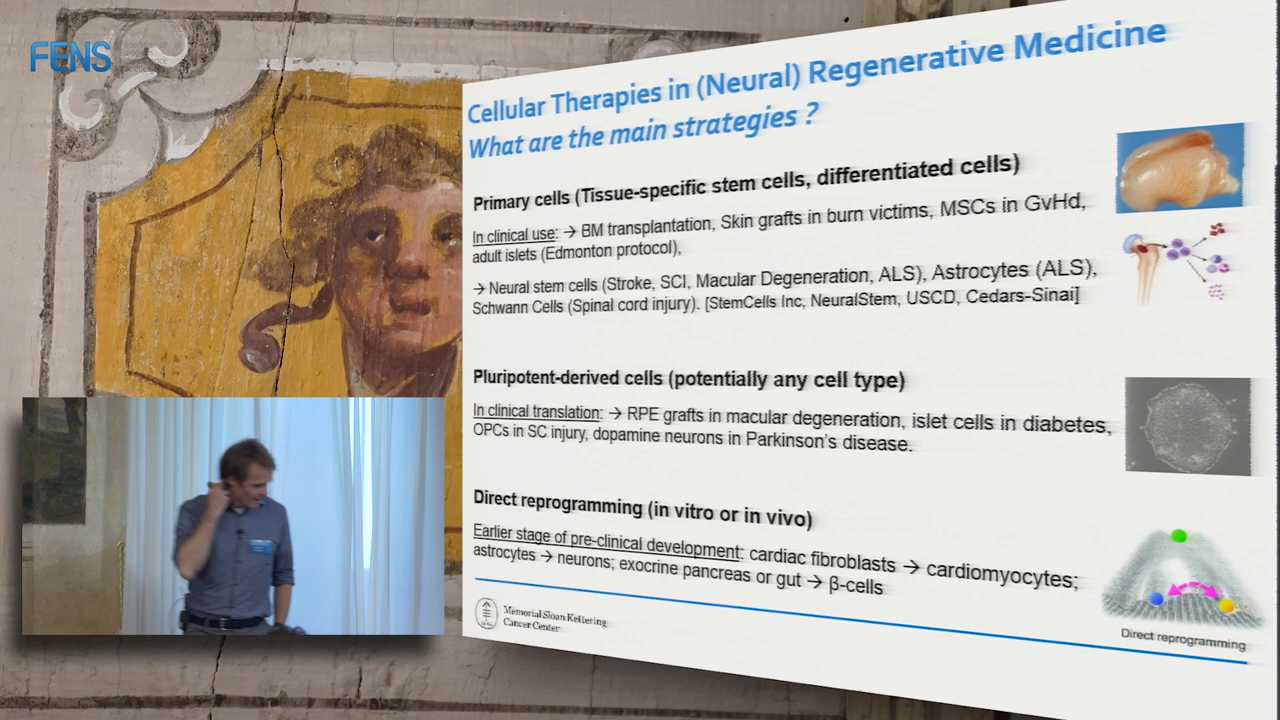 FENS
Cellular Therapies in (Neural) Regenerative Medicine
What are the main strategies ?
Primary cells (Tissue-specific stem cells, differentiated cells)
In clinical use: → BM transplantation, Skin grafts in burn victims, MSCs in GvHd,
adult islets (Edmonton protocol),
→ Neural stem cells (Stroke, SCI, Macular Degeneration, ALS), Astrocytes (ALS),
Schwann Cells (Spinal cord injury). [StemCells Inc, NeuralStem, USCD, Cedars-Sinai]
Pluripotent-derived cells (potentially any cell type)
In clinical translation: → RPE grafts in macular degeneration, islet cells in diabetes,
OPCs in SC injury, dopamine neurons in Parkinson's disease.
Direct reprogramming (in vitro or in vivo)
Earlier stage of pre-clinical development: cardiac fibroblasts → cardiomyocytes;
astrocytes → neurons; exocrine pancreas or gut → β-cells
Direct reprogramming
Memorial Sloan Kettering
Cancer Center